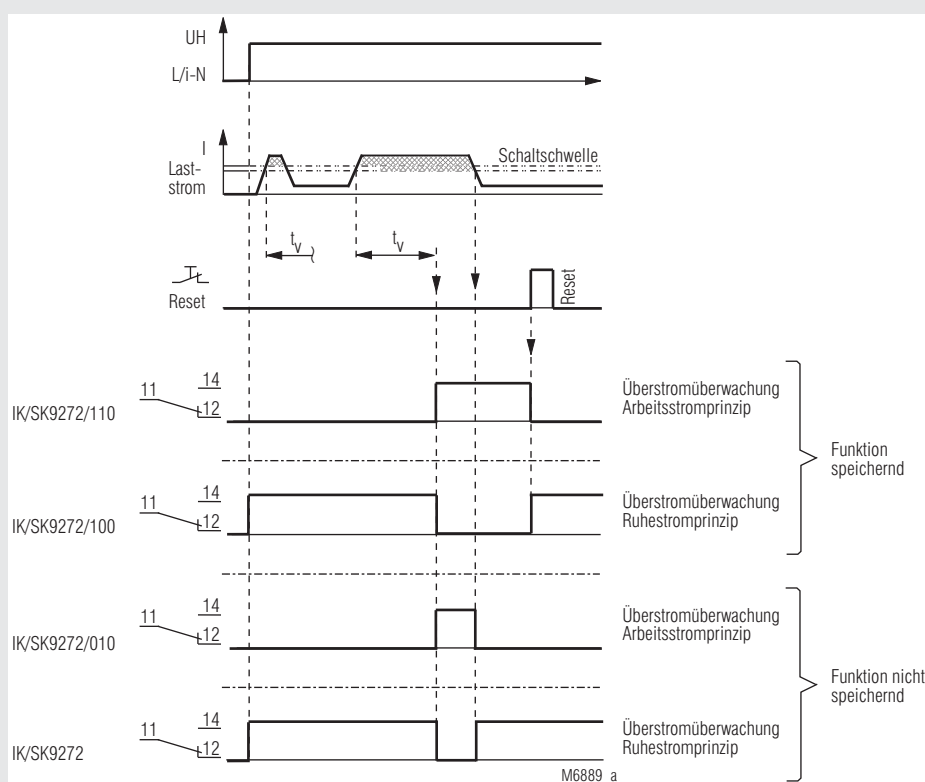 UH
L/i-N
I
Last-
strom
Schaltschwelle
tv
tv
Reset
Reset
IK/SK9272/110
11
14
12
Überstromüberwachung
Arbeitsstromprinzip
Funktion
speichernd
IK/SK9272/100
11
14
12
Überstromüberwachung
Ruhestromprinzip
IK/SK9272/010
11
14
12
Überstromüberwachung
Arbeitsstromprinzip
Funktion nicht
speichernd
IK/SK9272
11
14
12
Überstromüberwachung
Ruhestromprinzip
M6889_a